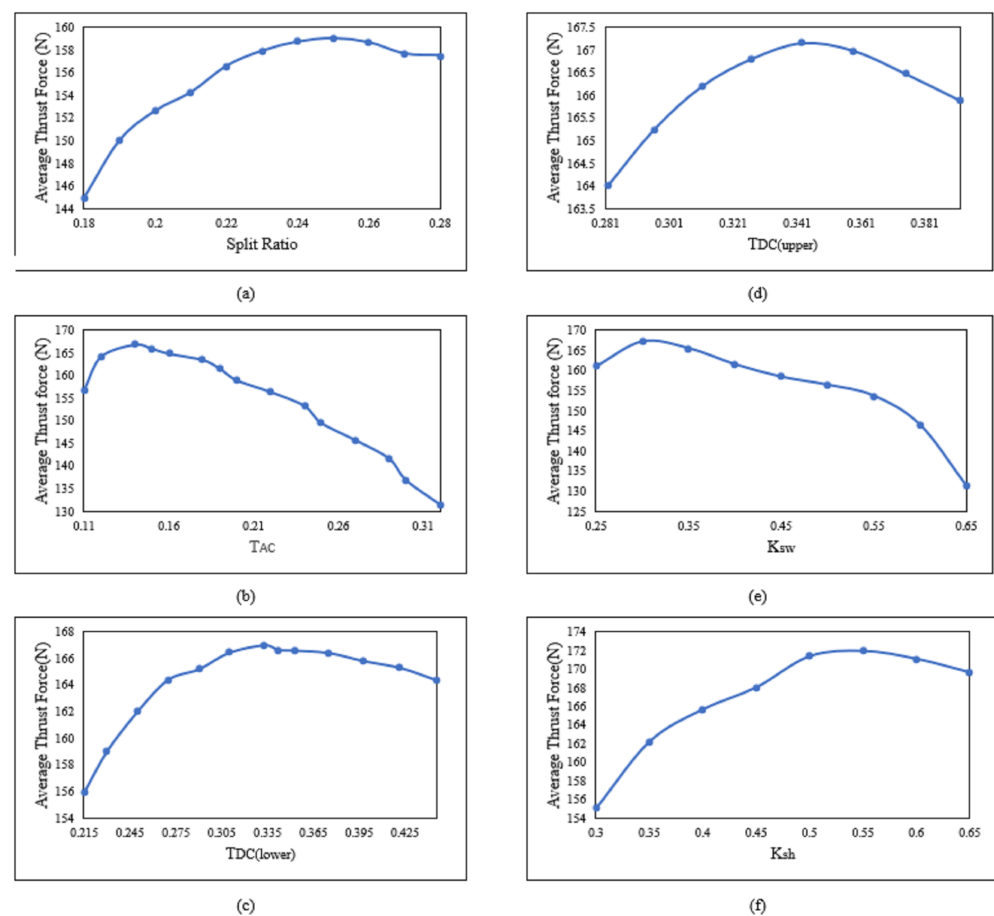 Average Thrust Force (N)
160
158
156
154
152
150
148
146
144
0.18 0.2 0.22 0.24 0.26 0.28
Split Ratio
(a)
Average Thrust Force (N)
167.5
167
166.5
166
165.5
165
164.5
164
163.5
0.281 0.301 0.321 0.341 0.361 0.381
TDC(upper)
(d)
Average Thrust force (N)
170
165
160
155
150
145
140
135
130
0.11 0.16 0.21 0.26 0.31
TAC
(b)
Average Thrust force (N)
170
165
160
155
150
145
140
135
130
125
0.25 0.35 0.45 0.55 0.65
Ksw
(e)
Average Thrust Force(N)
168
166
164
162
160
158
156
154
0.215 0.245 0.275 0.305 0.335 0.365 0.395 0.425
TDC(lower)
(c)
Average Thrust Force(N)
174
172
170
168
166
164
162
160
158
156
154
0.3 0.35 0.4 0.45 0.5 0.55 0.6 0.65
Ksh
(f)